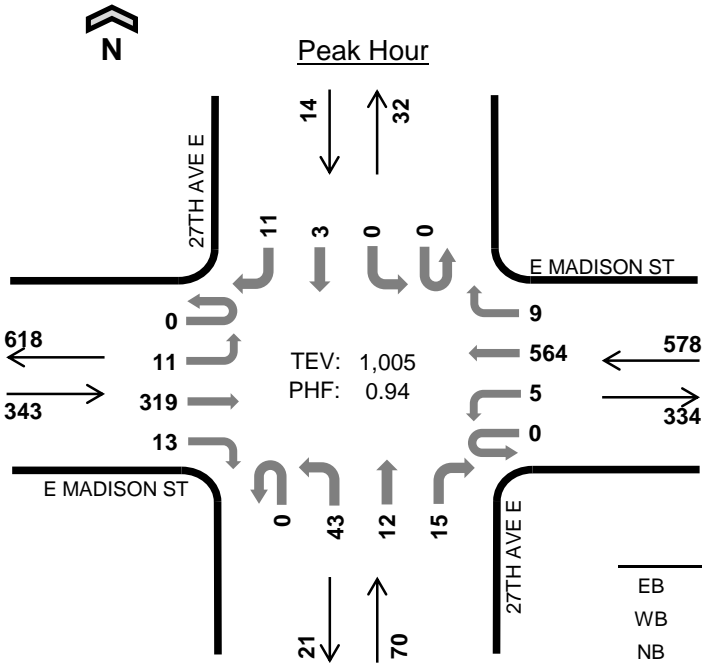 N
Peak Hour
14
32
27TH AVE E
11
3
0
0
E MADISON ST
0
9
618
11
564
578
TEV: 1,005
343
319
PHF: 0.94
5
334
13
0
E MADISON ST
0
43
12
15
27TH AVE E
21
70
EB
WB
NB